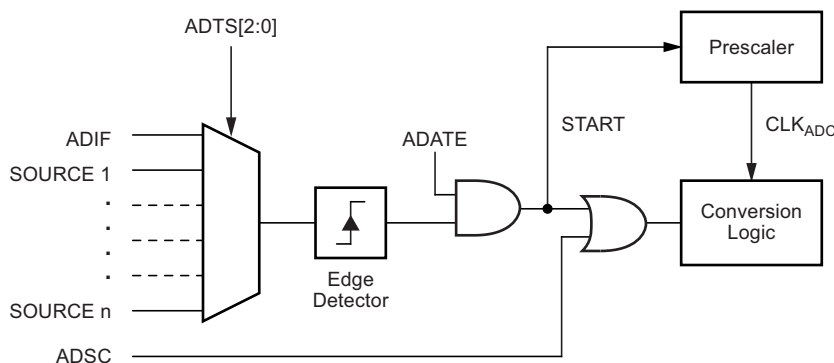 ADTS[2:0]
Prescaler
START
CLKADC
ADIF
ADATE
SOURCE 1
.
.
.
.
SOURCE n
Conversion
Logic
Edge
Detector
ADSC